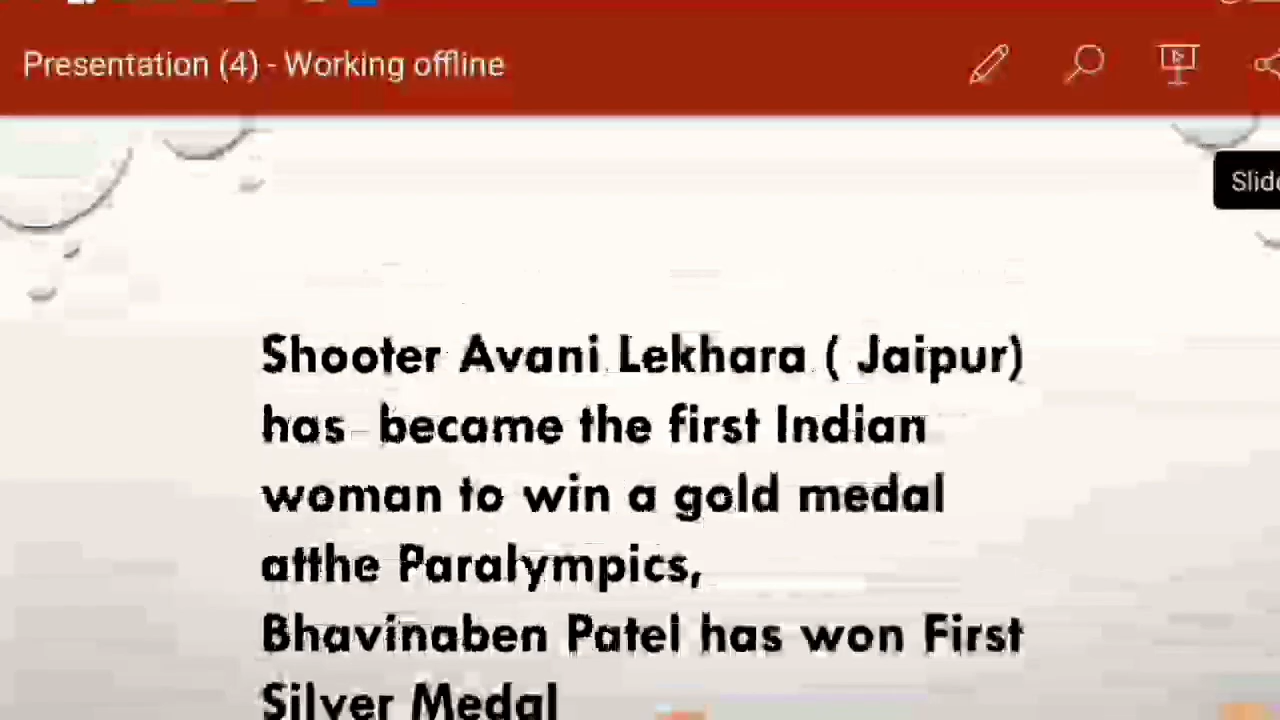 Presentation (4) - Working offline
Slide
Shooter Avani Lekhara ( Jaipur)
has became the first Indian
woman to win a gold medal
atthe Paralympics,
Bhavinaben Patel has won First
Silver Medal